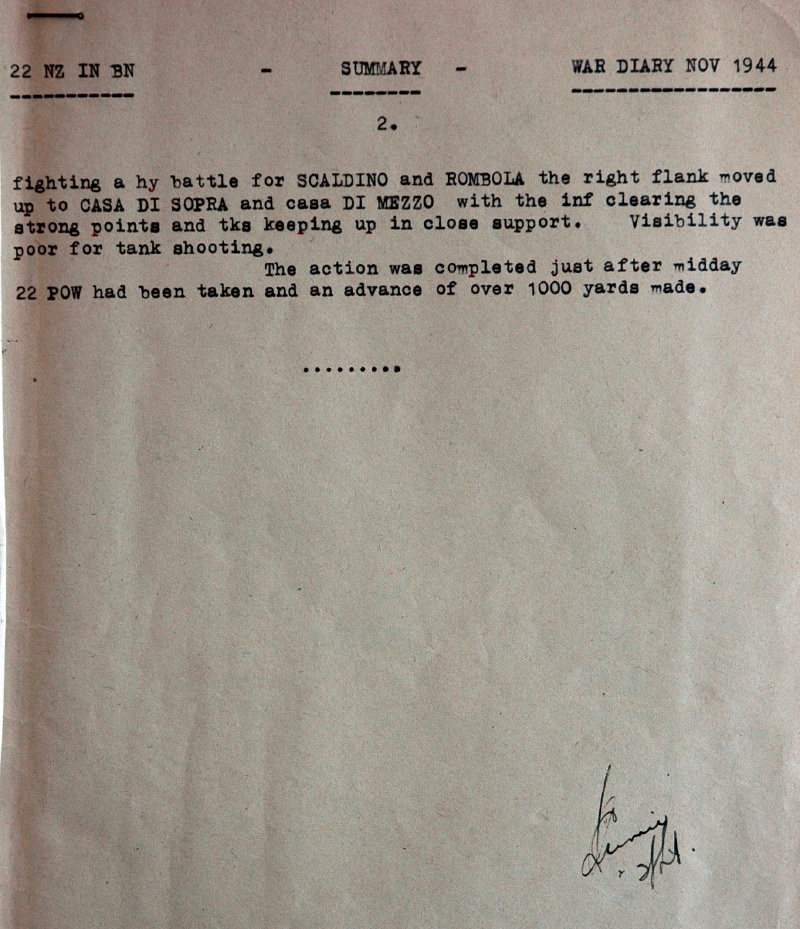 22 NZ IN BN - SUMMARY - WAR DIARY NOV 1944
2.
fighting a hy battle for SCALDINO and ROMBOLA the right flank moved
up to CASA DI SOPRA and casa DI MEZZO with the inf clearing the
strong points and tks keeping up in close support. Visibility was
poor for tank shooting.
The action was completed just after midday
22 POW had been taken and an advance of over 1000 yards made.
.........